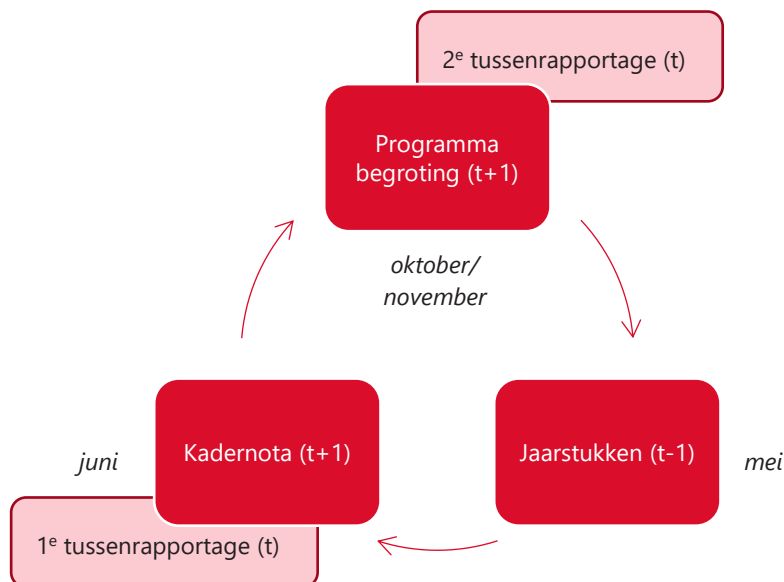 2e tussenrapportage (t)
Programma
begroting (t+1)
oktober/
november
juni
Kadernota (t+1)
Jaarstukken (t-1)
mei
1e tussenrapportage (t)